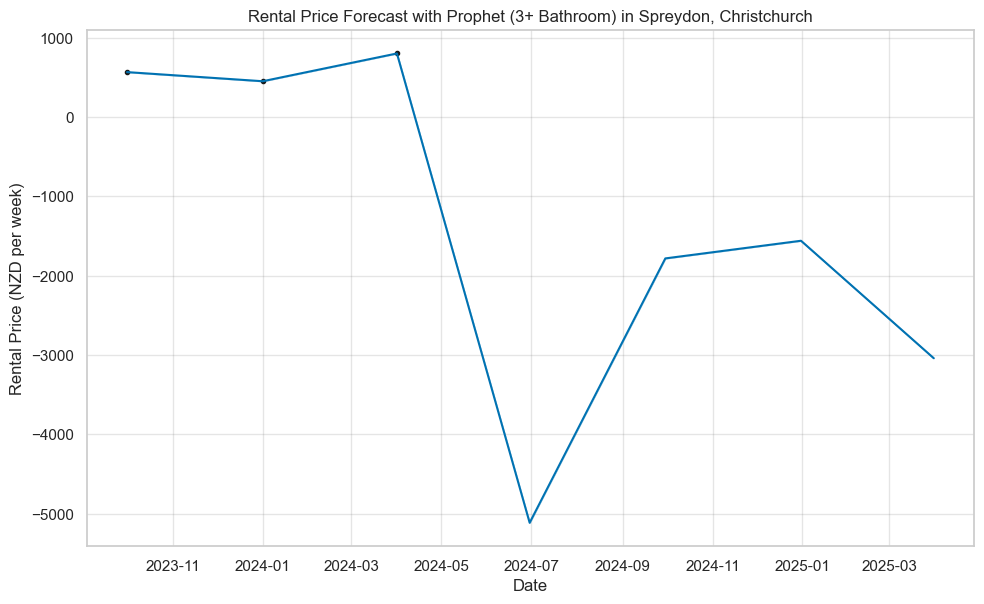 Rental Price Forecast with Prophet (3+ Bathroom) in Spreydon, Christchurch
Rental Price (NZD per week)
1000
0
−1000
−2000
−3000
−4000
−5000
2023-11 2024-01 2024-03 2024-05 2024-07 2024-09 2024-11 2025-01 2025-03
Date